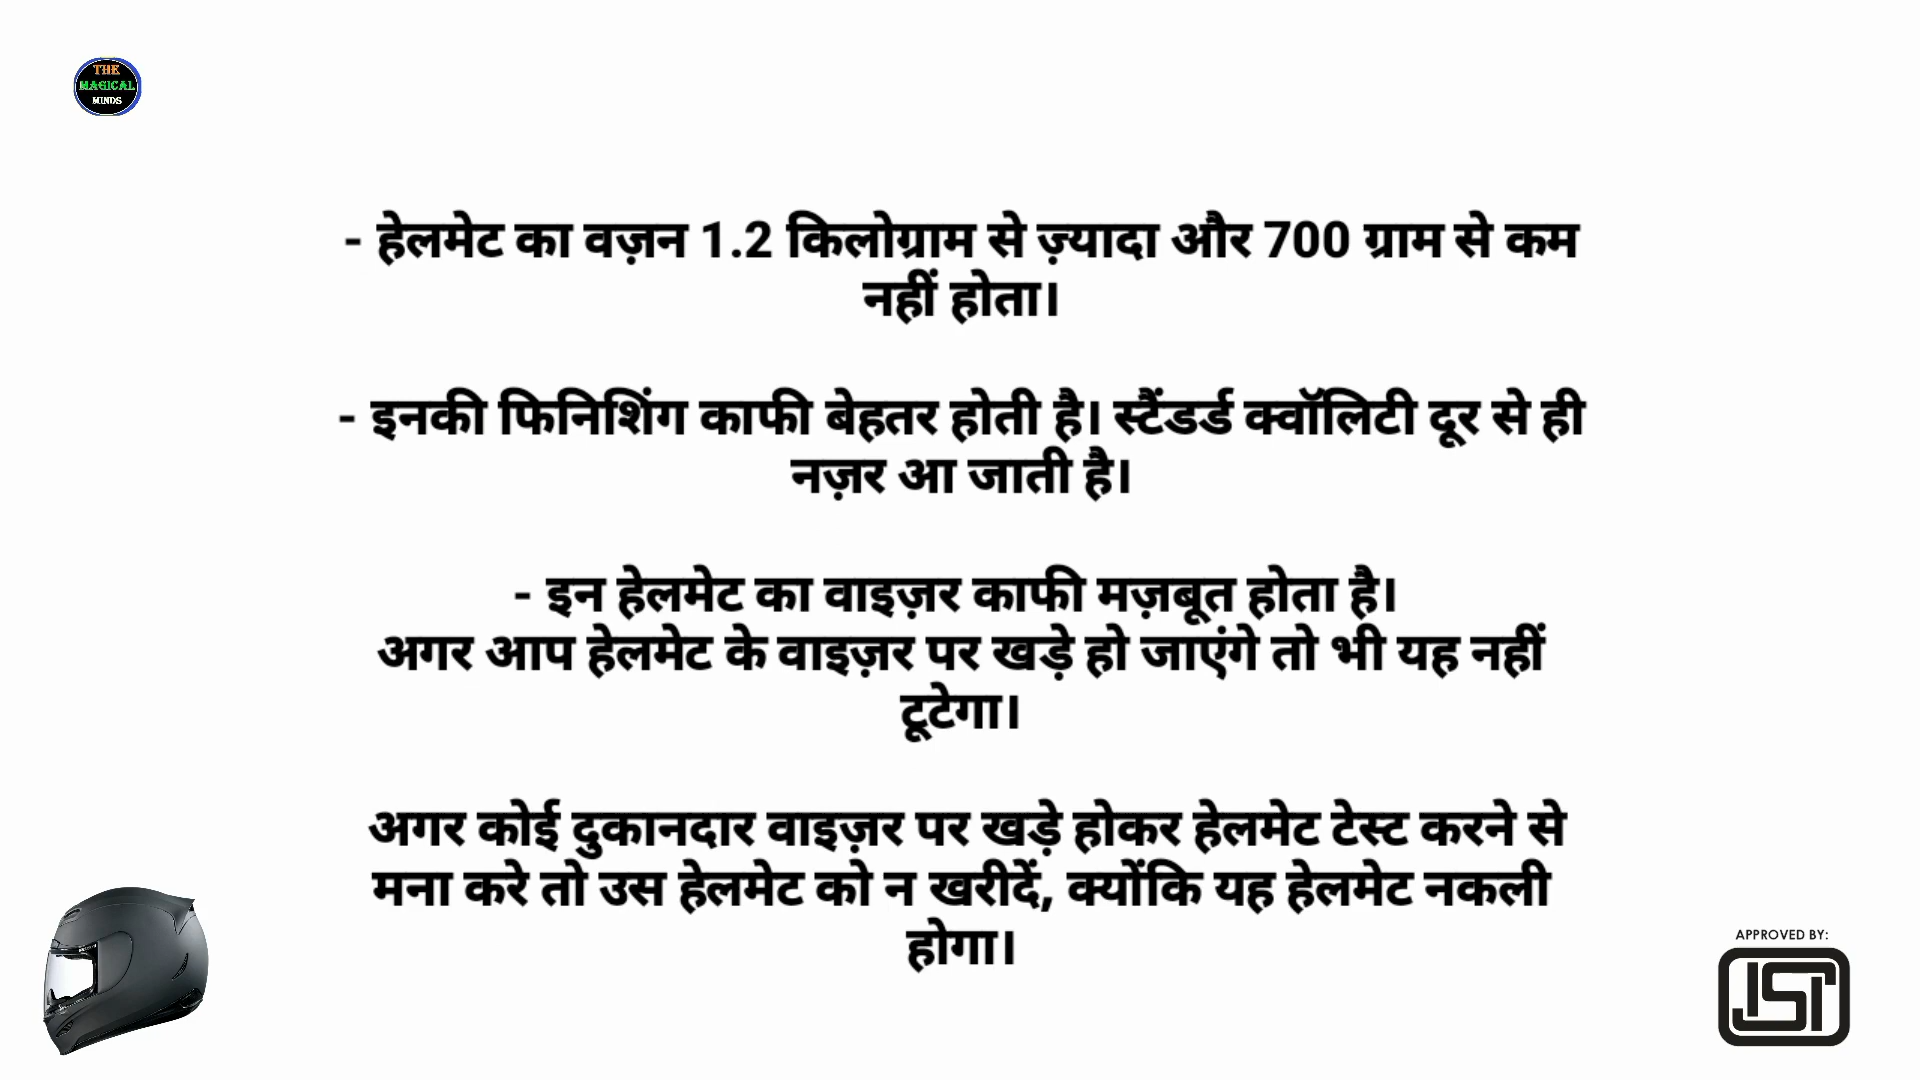 THE
MAGICAL
MINDS
- हेलमेट का वज़न 1.2 किलोग्राम से ज़्यादा और 700 ग्राम से कम
नहीं होता।
- इनकी फिनिशिंग काफी बेहतर होती है। स्टैंडर्ड क्वॉलिटी दूर से ही
नज़र आ जाती है।
- इन हेलमेट का वाइज़र काफी मज़बूत होता है।
अगर आप हेलमेट के वाइज़र पर खड़े हो जाएंगे तो भी यह नहीं
टूटेगा।
अगर कोई दुकानदार वाइज़र पर खड़े होकर हेलमेट टेस्ट करने से
मना करे तो उस हेलमेट को न खरीदें, क्योंकि यह हेलमेट नकली
होगा।
APPROVED BY:
ISI